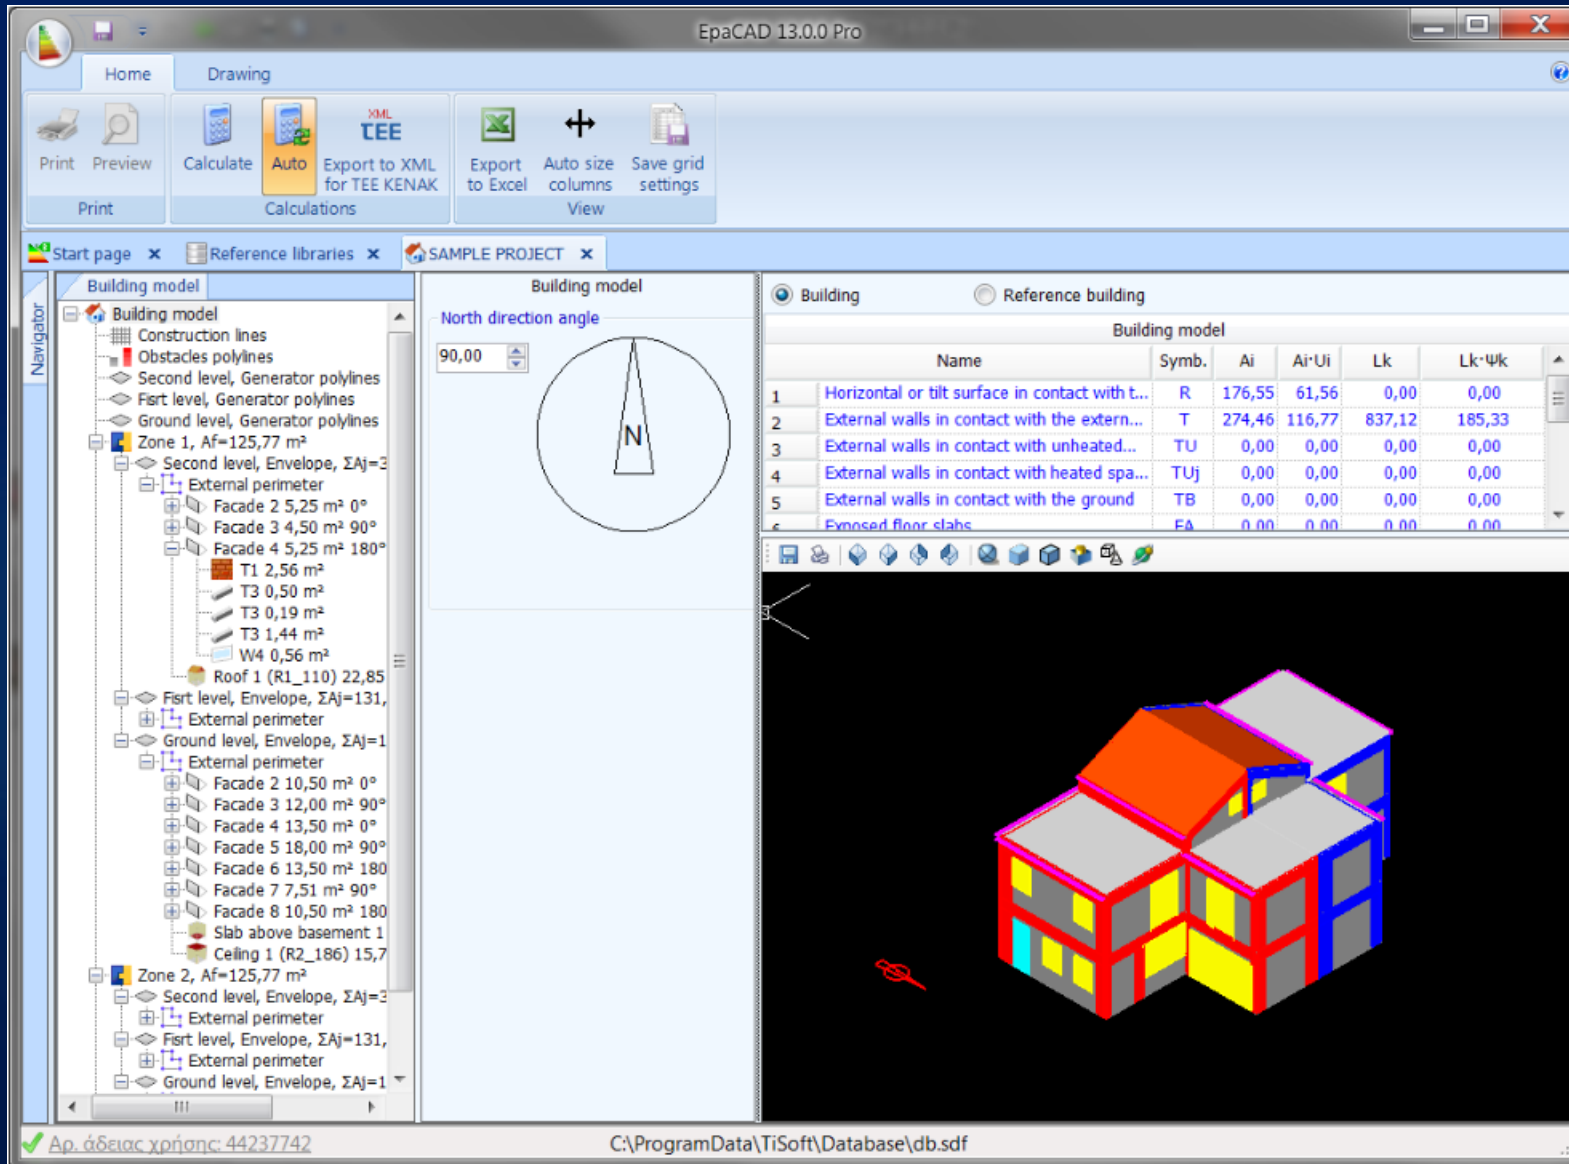 EpaCAD 13.0.0 Pro
Home Drawing
XML
τEE
Print Preview Calculate Auto Export to XML
for TEE KENAK
Export
to Excel
Auto size
columns
Save grid
settings
Print Calculations View
Start page Reference libraries SAMPLE PROJECT
Navigator
Building model
Building model
Construction lines
Obstacles polylines
Second level, Generator polylines
Fisrt level, Generator polylines
Ground level, Generator polylines
Zone 1, Af=125,77 m²
Second level, Envelope, ΣAj=3
External perimeter
Facade 2 5,25 m² 0°
Facade 3 4,50 m² 90°
Facade 4 5,25 m² 180°
T1 2,56 m²
T3 0,50 m²
T3 0,19 m²
T3 1,44 m²
W4 0,56 m²
Roof 1 (R1_110) 22,85
Fisrt level, Envelope, ΣAj=131,
External perimeter
Ground level, Envelope, ΣAj=1
External perimeter
Facade 2 10,50 m² 0°
Facade 3 12,00 m² 90°
Facade 4 13,50 m² 0°
Facade 5 18,00 m² 90°
Facade 6 13,50 m² 180
Facade 7 7,51 m² 90°
Facade 8 10,50 m² 180
Slab above basement 1
Ceiling 1 (R2_186) 15,7
Zone 2, Af=125,77 m²
Second level, Envelope, ΣAj=3
External perimeter
Fisrt level, Envelope, ΣAj=131,
External perimeter
Ground level, Envelope, ΣAj=1
Building model
North direction angle
90,00
N
Building Reference building
Building model
Name Symb. Ai Ai·Ui Lk Lk·Ψk
1 Horizontal or tilt surface in contact with t... R 176,55 61,56 0,00 0,00
2 External walls in contact with the extern... T 274,46 116,77 837,12 185,33
3 External walls in contact with unheated... TU 0,00 0,00 0,00 0,00
4 External walls in contact with heated spa... TUj 0,00 0,00 0,00 0,00
5 External walls in contact with the ground TB 0,00 0,00 0,00 0,00
6 Exposed floor slabs FA 0,00 0,00 0,00 0,00
Αρ. άδειας χρήσης: 44237742
C:\ProgramData\TiSoft\Database\db.sdf